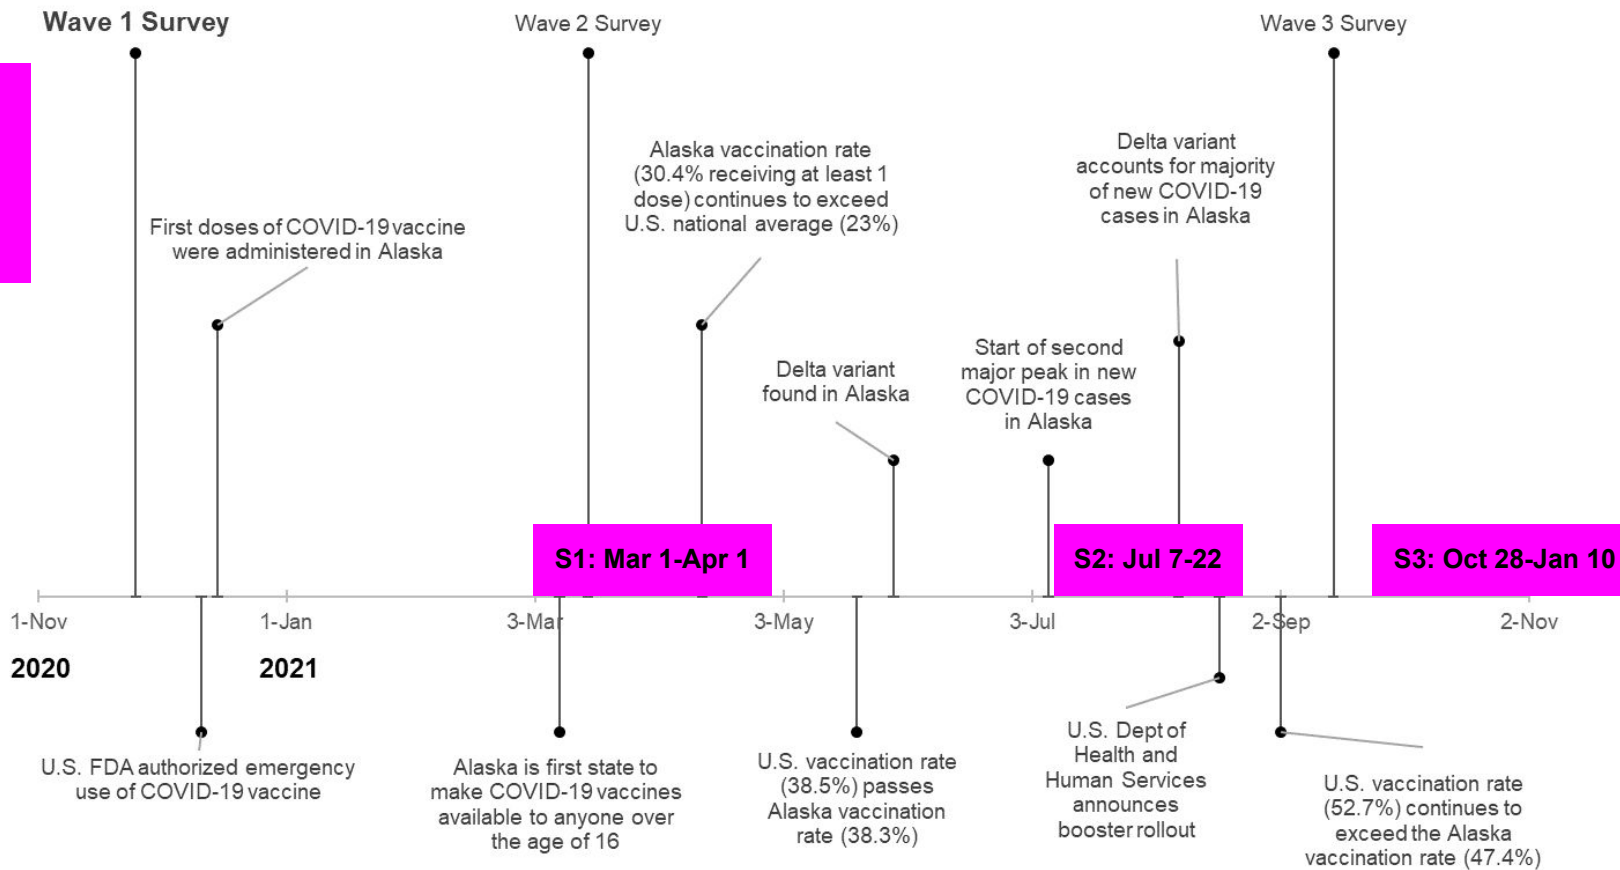 Wave 1 Survey
Wave 2 Survey
Wave 3 Survey
First doses of COVID-19 vaccine
were administered in Alaska
Alaska vaccination rate
(30.4% receiving at least 1
dose) continues to exceed
U.S. national average (23%)
Delta variant
found in Alaska
Start of second
major peak in new
COVID-19 cases
in Alaska
Delta variant
accounts for majority
of new COVID-19
cases in Alaska
S1: Mar 1-Apr 1
S2: Jul 7-22
S3: Oct 28-Jan 10
1-Nov
1-Jan
3-Mar
3-May
3-Jul
2-Sep
2-Nov
2020
2021
U.S. FDA authorized emergency
use of COVID-19 vaccine
Alaska is first state to
make COVID-19 vaccines
available to anyone over
the age of 16
U.S. vaccination rate
(38.5%) passes
Alaska vaccination
rate (38.3%)
U.S. Dept of
Health and
Human Services
announces
booster rollout
U.S. vaccination rate
(52.7%) continues to
exceed the Alaska
vaccination rate (47.4%)